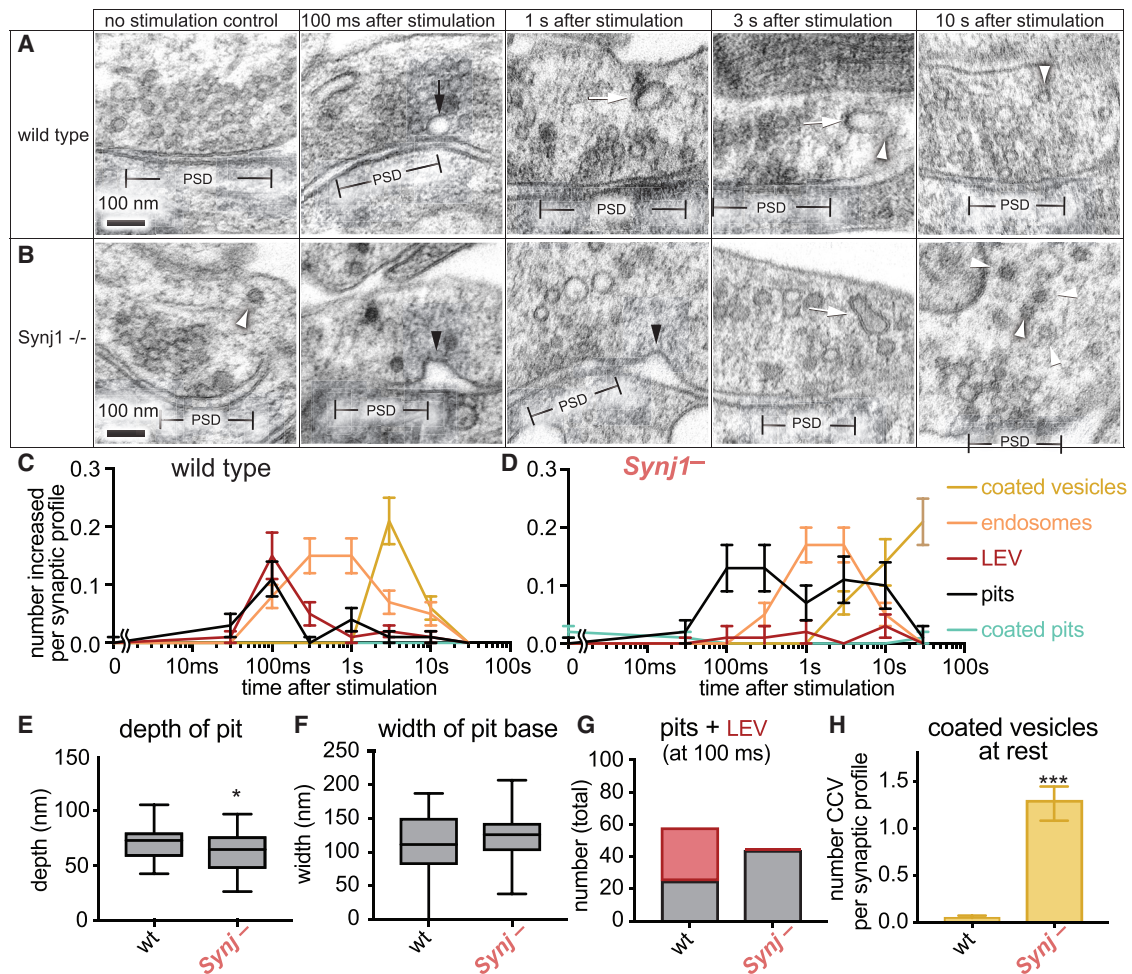 no stimulation control 100 ms after stimulation 1 s after stimulation 3 s after stimulation 10 s after stimulation
A
wild type
PSD PSD PSD PSD PSD
100 nm
B
Synj1 -/-
PSD PSD PSD PSD PSD
100 nm
C wild type
number increased
per synaptic profile
0.3
0.2
0.1
0.0
0 10ms 100ms 1s 10s 100s
time after stimulation
D Synj1–
0.3
0.2
0.1
0.0
0 10ms 100ms 1s 10s 100s
time after stimulation
coated vesicles
endosomes
LEV
pits
coated pits
E depth of pit
depth (nm)
150
100
50
0
*
wt Synj–
F width of pit base
width (nm)
250
200
150
100
50
0
wt Synj–
G pits + LEV
(at 100 ms)
number (total)
100
80
60
40
20
0
wt Synj–
H coated vesicles
at rest
number CCV
per synaptic profile
1.5
1.0
0.5
0.0
***
wt Synj–